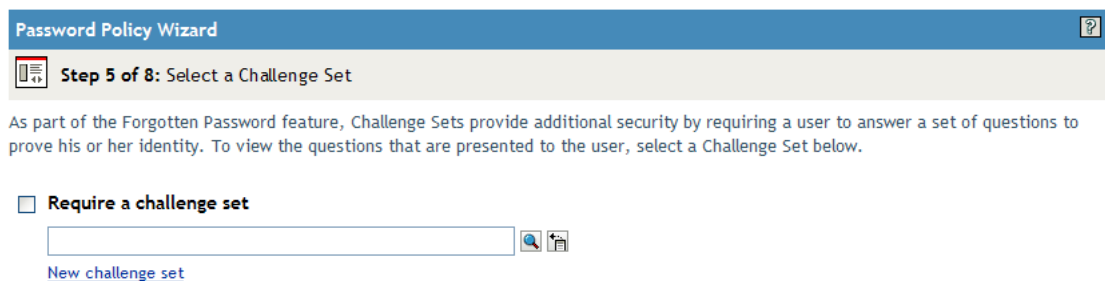 Password Policy Wizard
?
Step 5 of 8: Select a Challenge Set
As part of the Forgotten Password feature, Challenge Sets provide additional security by requiring a user to answer a set of questions to
prove his or her identity. To view the questions that are presented to the user, select a Challenge Set below.
Require a challenge set
New challenge set